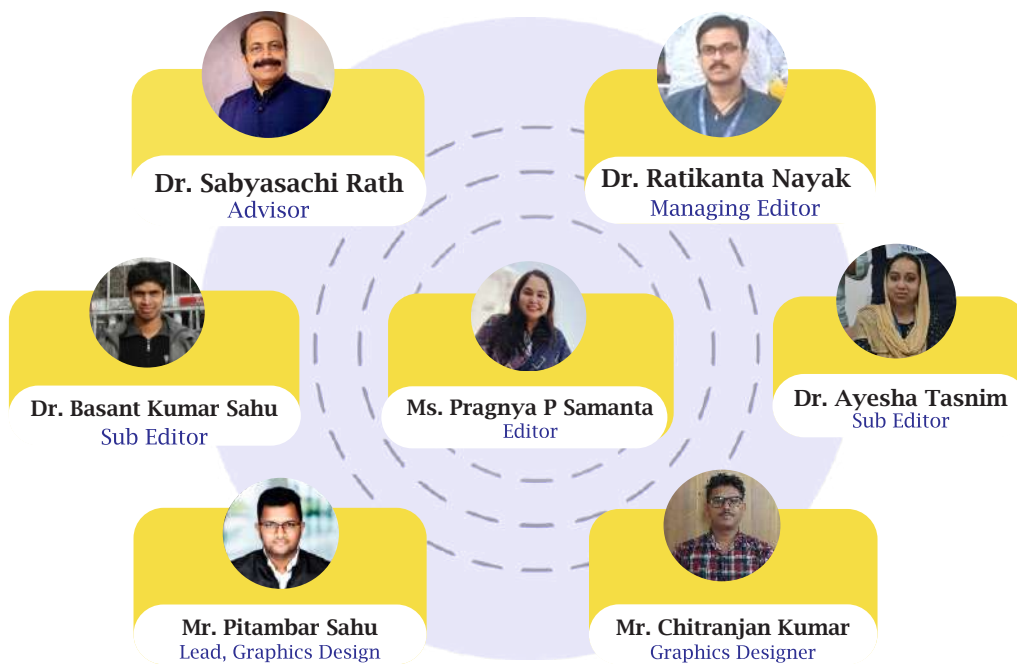 Dr. Sabyasachi Rath
Advisor
Dr. Ratikanta Nayak
Managing Editor
Dr. Basant Kumar Sahu
Sub Editor
Ms. Pragnya P Samanta
Editor
Dr. Ayesha Tasnim
Sub Editor
Mr. Pitambar Sahu
Lead, Graphics Design
Mr. Chitranjan Kumar
Graphics Designer